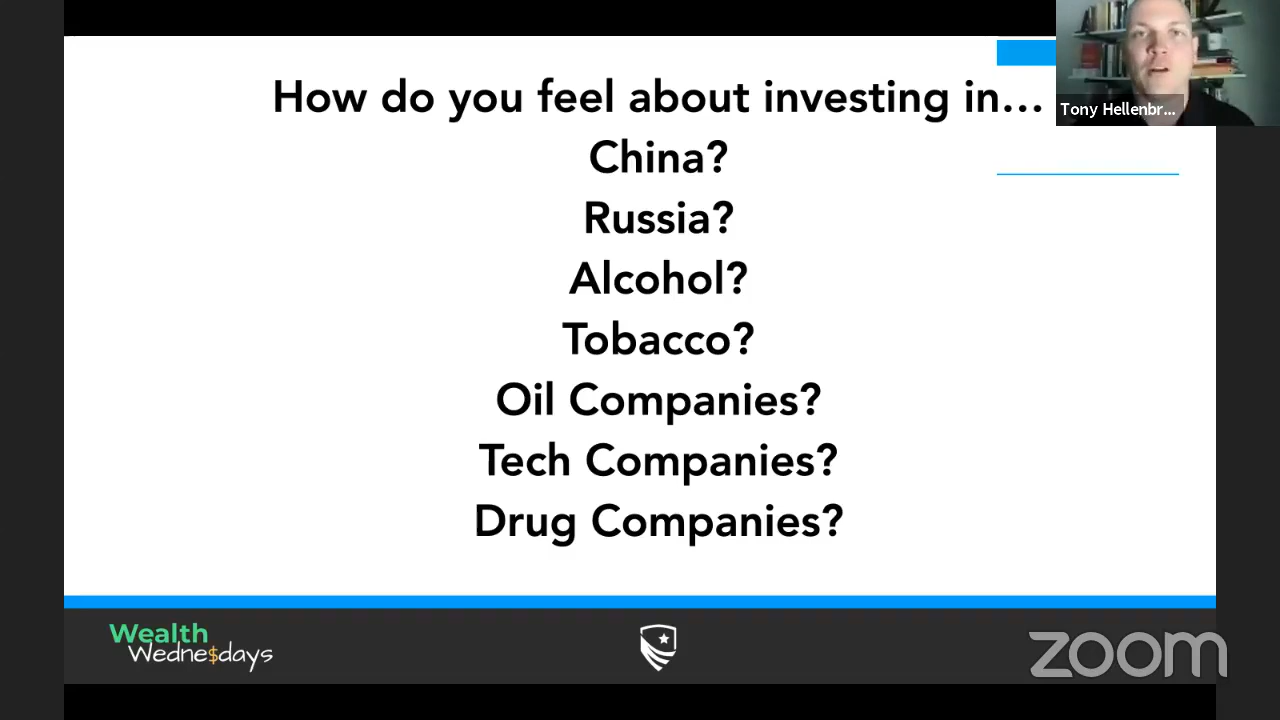 How do you feel about investing in...
China?
Russia?
Alcohol?
Tobacco?
Oil Companies?
Tech Companies?
Drug Companies?
Tony Hellenbr...
Wealth
Wedne$days
zoom